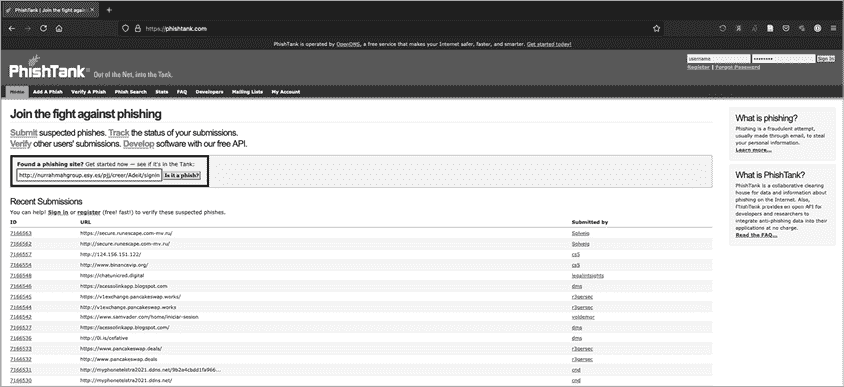 PhishTank | Join the fight agains
https://phishtank.com
PhishTank is operated by OpenDNS, a free service that makes your Internet safer, faster, and smarter. Get started today!
username
Sign In
Register | Forgot Password
PhishTank® Out of the Net, into the Tank.
Home Add A Phish Verify A Phish Phish Search Stats FAQ Developers Mailing Lists My Account
Join the fight against phishing
Submit suspected phishes. Track the status of your submissions.
Verify other users' submissions. Develop software with our free API.
Found a phishing site? Get started now — see if it's in the Tank:
http://nurrahmahgroup.esy.es/pjj/creer/Adeit/signin Is it a phish?
Recent Submissions
You can help! Sign in or register (free! fast!) to verify these suspected phishes.
ID URL Submitted by
7166563 https://secure.runescape.com-mv.ru/ Solveig
7166562 http://secure.runescape.com-mv.ru/ Solveig
7166557 http://124.156.151.122/ cs5
7166554 http://www.binancevip.org/ cs5
7166548 https://chatunicred.digital legalintsights
7166546 https://acessolinkapp.blogspot.com dms
7166545 https://v1exchange.pancakeswap.works/ r3gersec
7166544 http://v1exchange.pancakeswap.works r3gersec
7166542 https://www.samvader.com/home/iniciar-sesion. voldemor
7166537 https://acessolinkapp.blogspot.com/ dms
7166536 http://0i.is/cefative dms
7166533 https://www.pancakeswap.deals/ r3gersec
7166532 http://www.pancakeswap.deals r3gersec
7166531 http://myphonetelstra2021.ddns.net/9b2a4cbdd1fa966... cnd
7166530 http://myphonetelstra2021.ddns.net/ cnd
What is phishing?
Phishing is a fraudulent attempt,
usually made through email, to
steal your personal information.
Learn more...
What is PhishTank?
PhishTank is a collaborative clearing
house for data and information about
phishing on the Internet. Also,
PhishTank provides an open API for
developers and researchers to
integrate anti-phishing data into their
applications at no charge.
Read the FAQ...